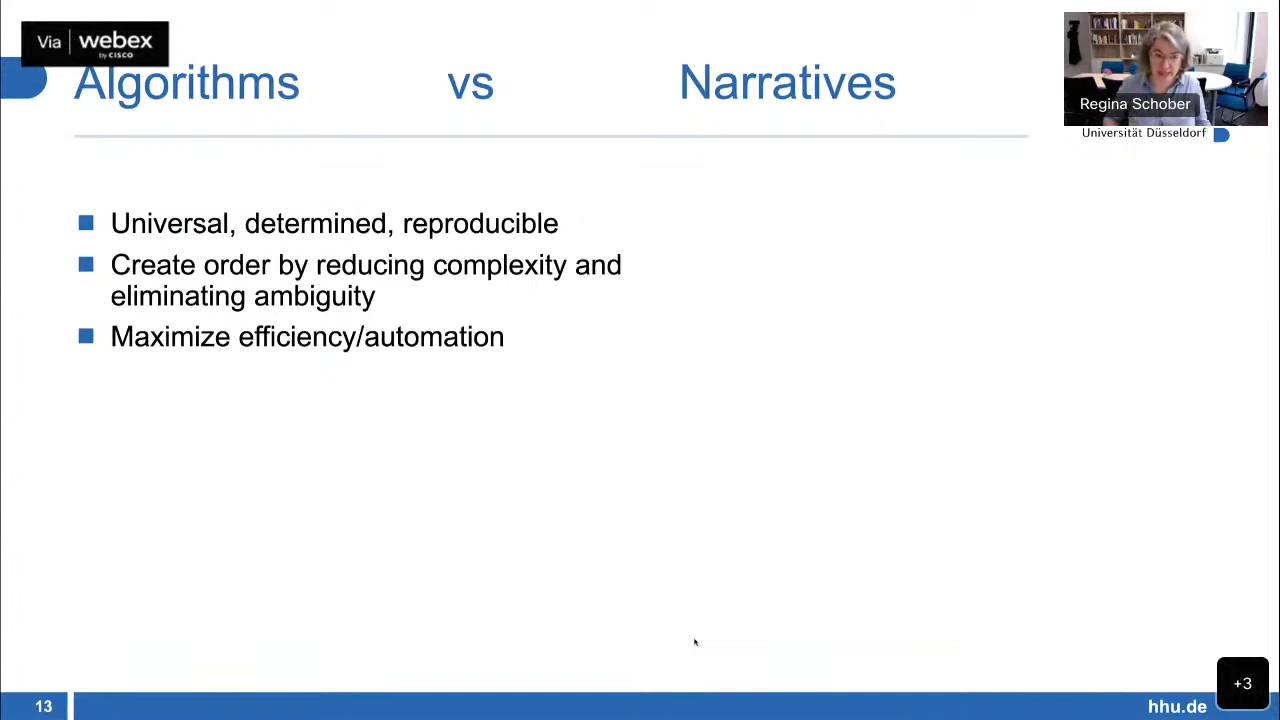 Via webex
by CISCO
Algorithms vs Narratives
Regina Schober
Universität Düsseldorf
Universal, determined, reproducible
Create order by reducing complexity and
eliminating ambiguity
Maximize efficiency/automation
13
hhu.de
+3